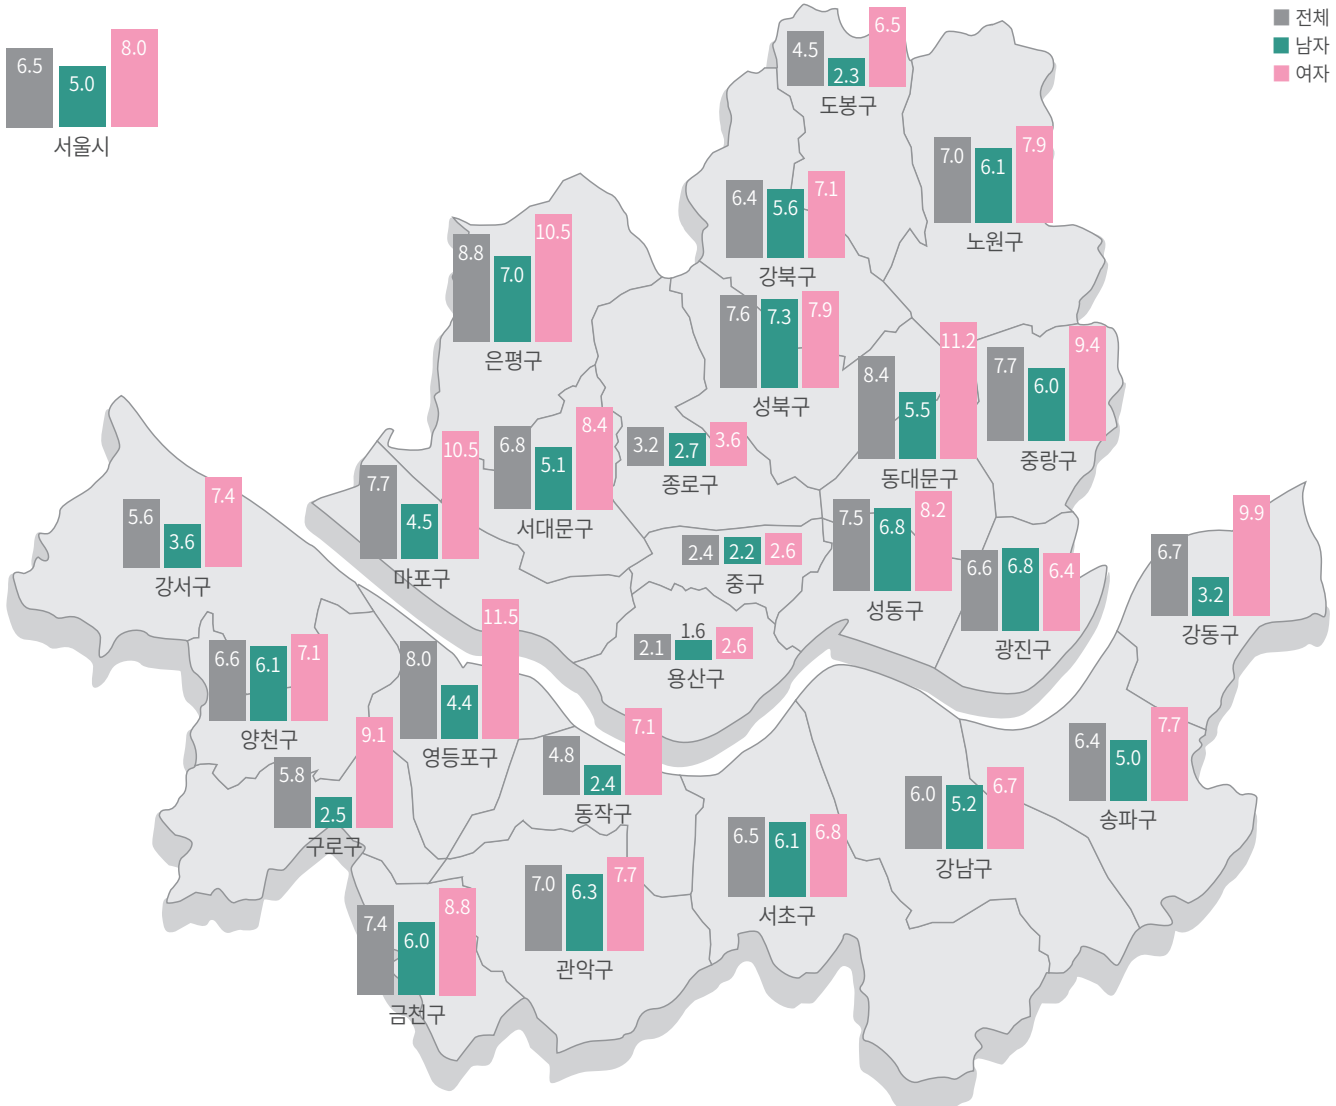 전체
남자
여자
6.5 5.0 8.0
서울시
4.5 2.3 6.5
도봉구
7.0 6.1 7.9
노원구
6.4 5.6 7.1
강북구
8.8 7.0 10.5
은평구
7.6 7.3 7.9
성북구
8.4 5.5 11.2
동대문구
7.7 6.0 9.4
중랑구
6.8 5.1 8.4
서대문구
3.2 2.7 3.6
종로구
7.7 4.5 10.5
마포구
5.6 3.6 7.4
강서구
2.4 2.2 2.6
중구
7.5 6.8 8.2
성동구
6.6 6.8 6.4
광진구
6.7 3.2 9.9
강동구
2.1 1.6 2.6
용산구
6.6 6.1 7.1
양천구
8.0 4.4 11.5
영등포구
5.8 2.5 9.1
구로구
4.8 2.4 7.1
동작구
6.4 5.0 7.7
송파구
6.0 5.2 6.7
강남구
6.5 6.1 6.8
서초구
7.0 6.3 7.7
관악구
7.4 6.0 8.8
금천구